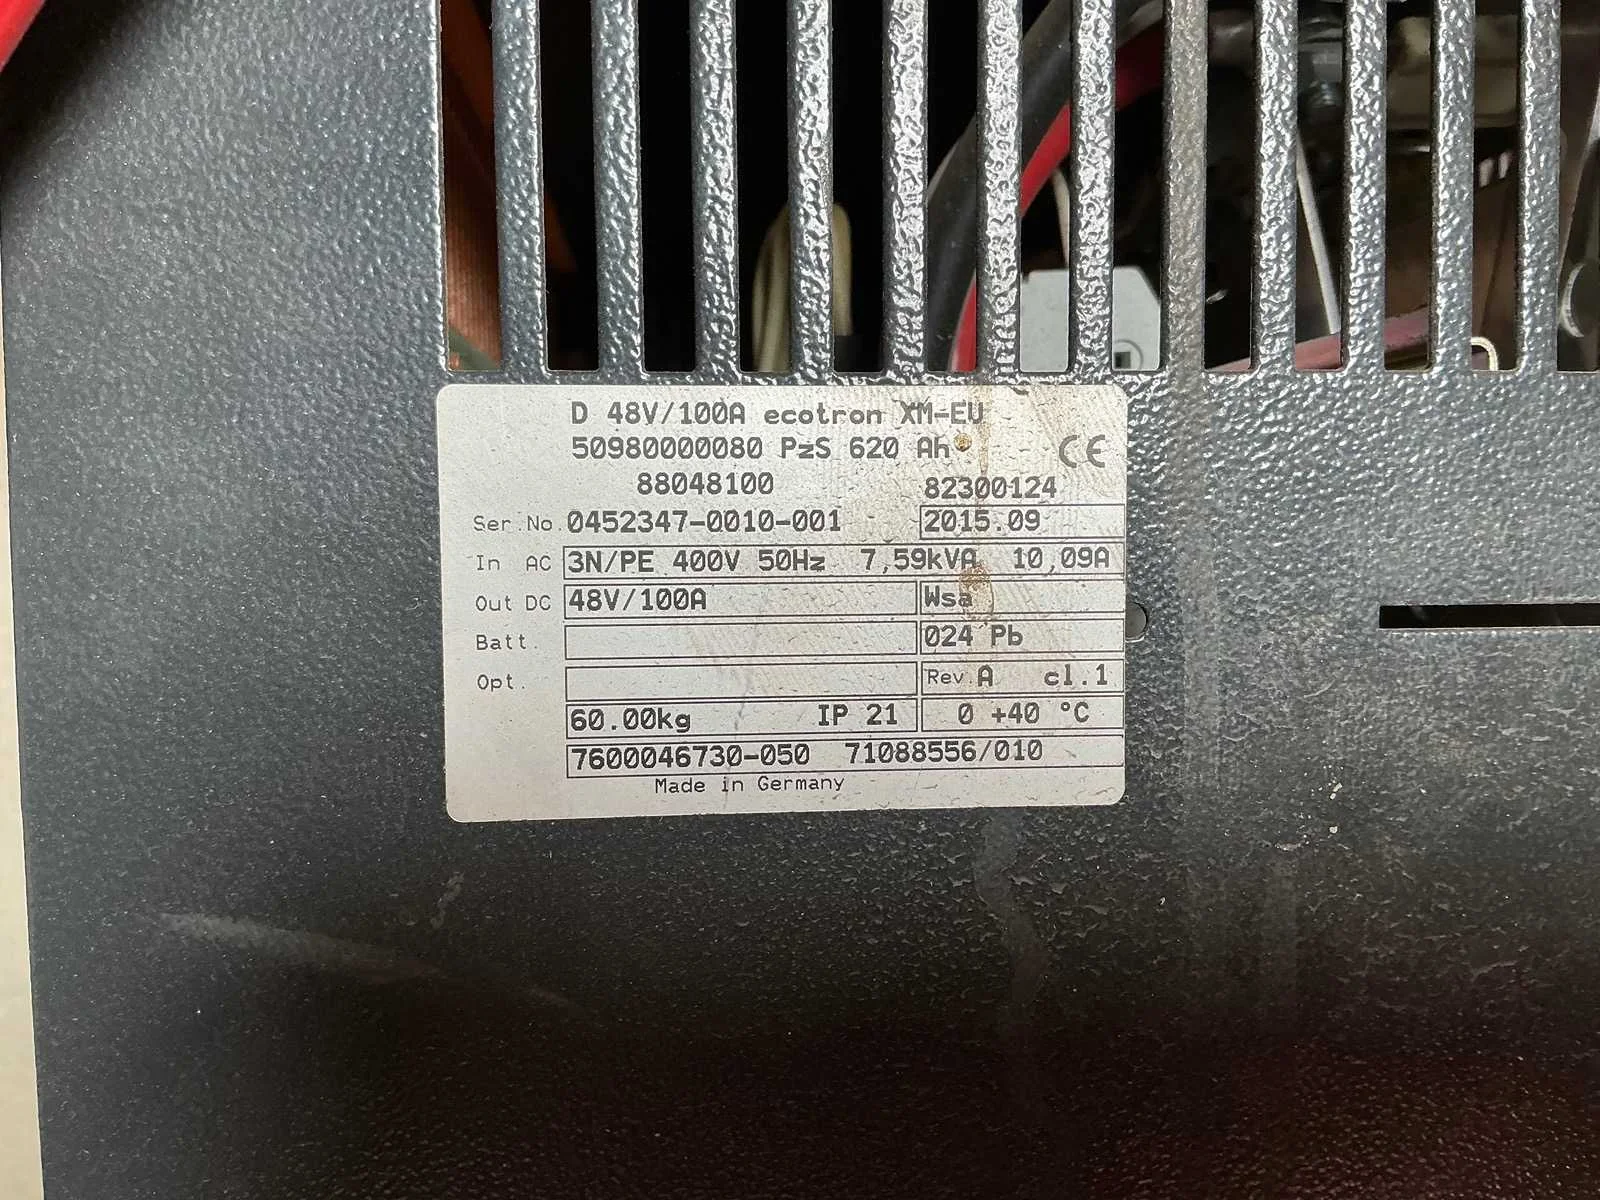 D 48V/100A ecotron XM-EU
50980000080 PzS 620 Ah
CE
88048100 82300124
Ser.No. 0452347-0010-001 2015.09
In AC 3N/PE 400V 50Hz 7,59kVA 10,09A
Out DC 48V/100A Wsa
Batt. 024 Pb
Opt. Rev.A cl.1
60.00kg IP 21 0 +40 °C
7600046730-050 71088556/010
Made in Germany